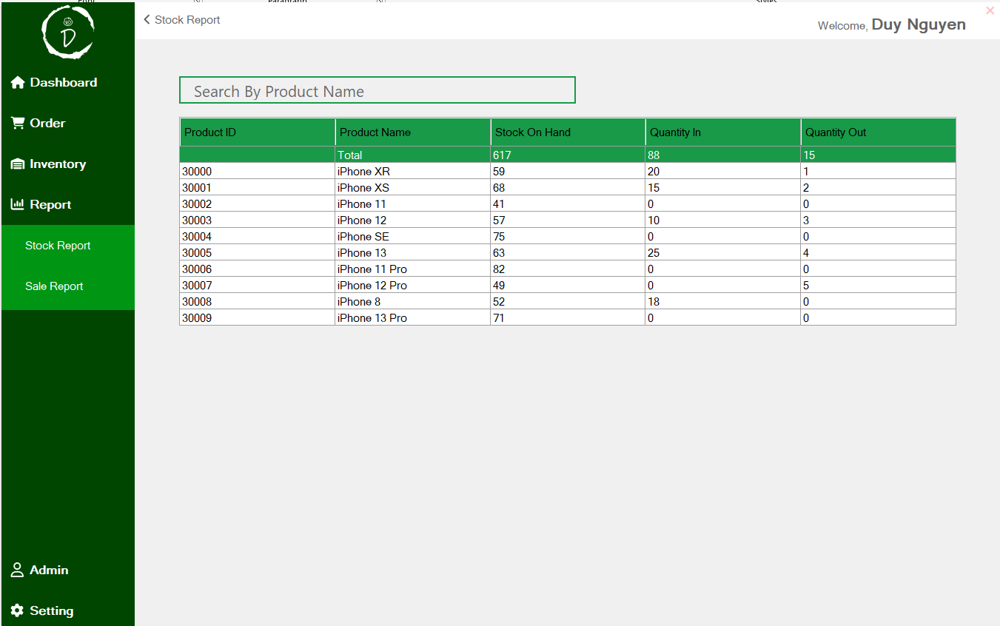 Stock Report
Welcome, Duy Nguyen
D
Dashboard
Order
Inventory
Report
Stock Report
Sale Report
Admin
Setting
Search By Product Name
Product ID Product Name Stock On Hand Quantity In Quantity Out
Total 617 88 15
30000 iPhone XR 59 20 1
30001 iPhone XS 68 15 2
30002 iPhone 11 41 0 0
30003 iPhone 12 57 10 3
30004 iPhone SE 75 0 0
30005 iPhone 13 63 25 4
30006 iPhone 11 Pro 82 0 0
30007 iPhone 12 Pro 49 0 5
30008 iPhone 8 52 18 0
30009 iPhone 13 Pro 71 0 0